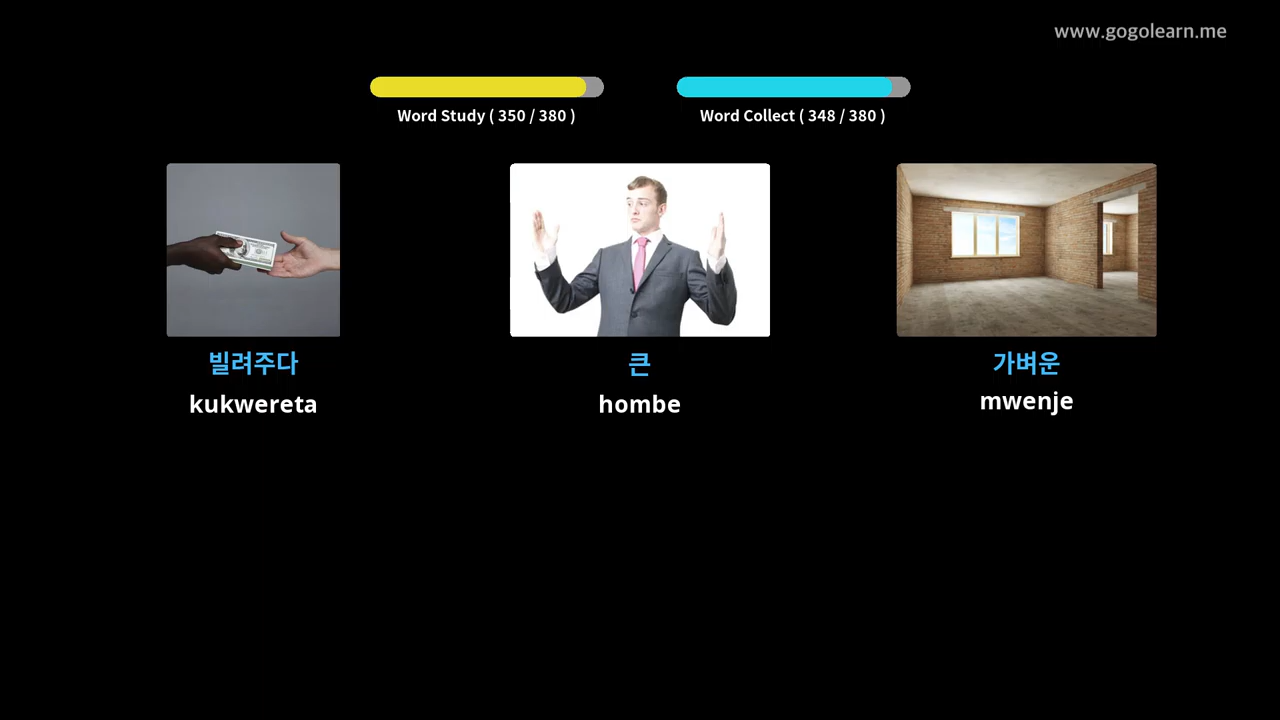 www.gogolearn.me
Word Study ( 350 / 380 )
Word Collect ( 348 / 380 )
빌려주다
큰
가벼운
kukwereta
hombe
mwenje